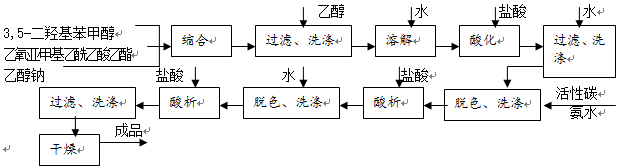 乙醇 水 盐酸 水
3,5-二羟基苯甲醇
乙氧亚甲基乙酰乙酸乙酯
乙醇钠
缩合 过滤、洗涤 溶解 酸化 过滤、洗涤
盐酸 水 盐酸 活性碳
氨水
过滤、洗涤 酸析 脱色、洗涤 酸析 脱色、洗涤
成品
干燥